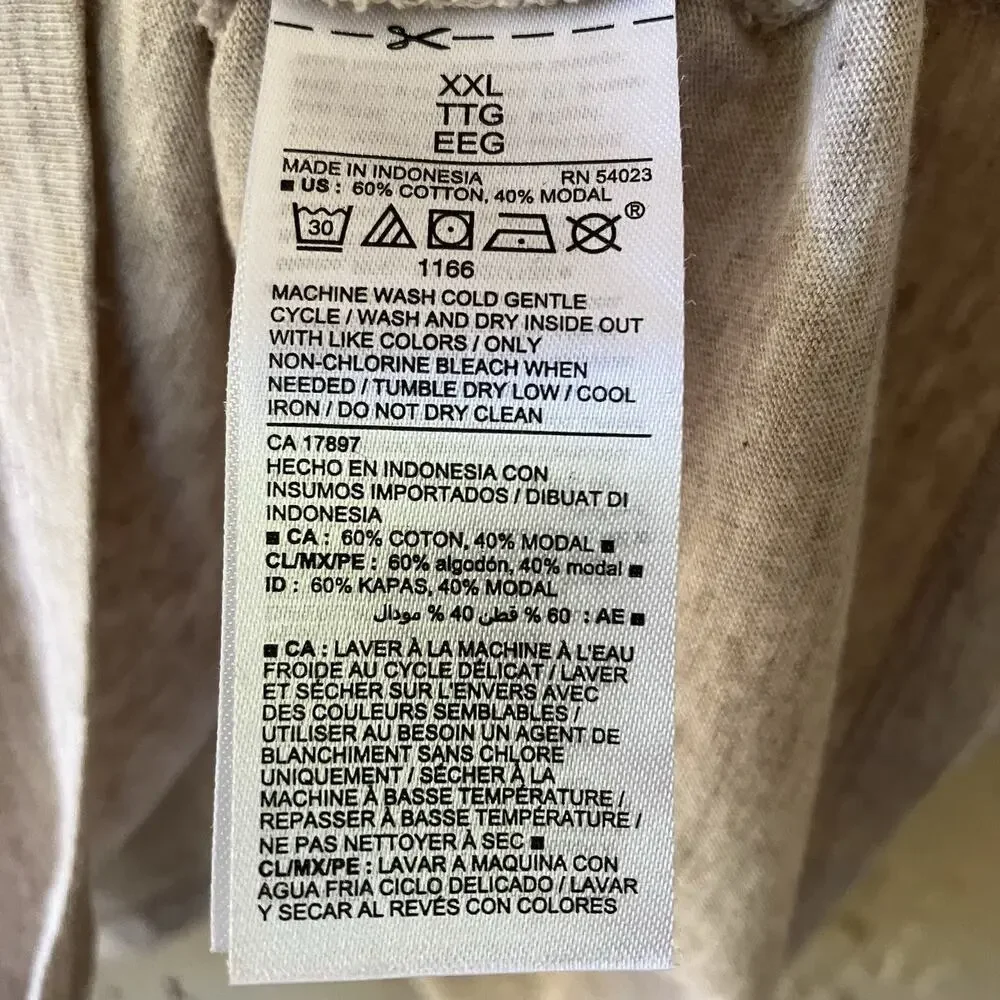 XXL
TTG
EEG
MADE IN INDONESIA RN 54023
■ US : 60% COTTON, 40% MODAL
30 ®
1166
MACHINE WASH COLD GENTLE
CYCLE / WASH AND DRY INSIDE OUT
WITH LIKE COLORS / ONLY
NON-CHLORINE BLEACH WHEN
NEEDED / TUMBLE DRY LOW / COOL
IRON / DO NOT DRY CLEAN
CA 17897
HECHO EN INDONESIA CON
INSUMOS IMPORTADOS / DIBUAT DI
INDONESIA
■ CA : 60% COTON, 40% MODAL ■
CL/MX/PE : 60% algodón, 40% modal ■
ID : 60% KAPAS, 40% MODAL
■ AE : 60 % قطن 40 % مودال
■ CA : LAVER À LA MACHINE À L'EAU
FROIDE AU CYCLE DÉLICAT / LAVER
ET SÉCHER SUR L'ENVERS AVEC
DES COULEURS SEMBLABLES /
UTILISER AU BESOIN UN AGENT DE
BLANCHIMENT SANS CHLORE
UNIQUEMENT / SÉCHER À LA
MACHINE À BASSE TEMPÉRATURE /
REPASSER À BASSE TEMPÉRATURE /
NE PAS NETTOYER À SEC ■
CL/MX/PE : LAVAR A MAQUINA CON
AGUA FRIA CICLO DELICADO / LAVAR
Y SECAR AL REVÉS CON COLORES